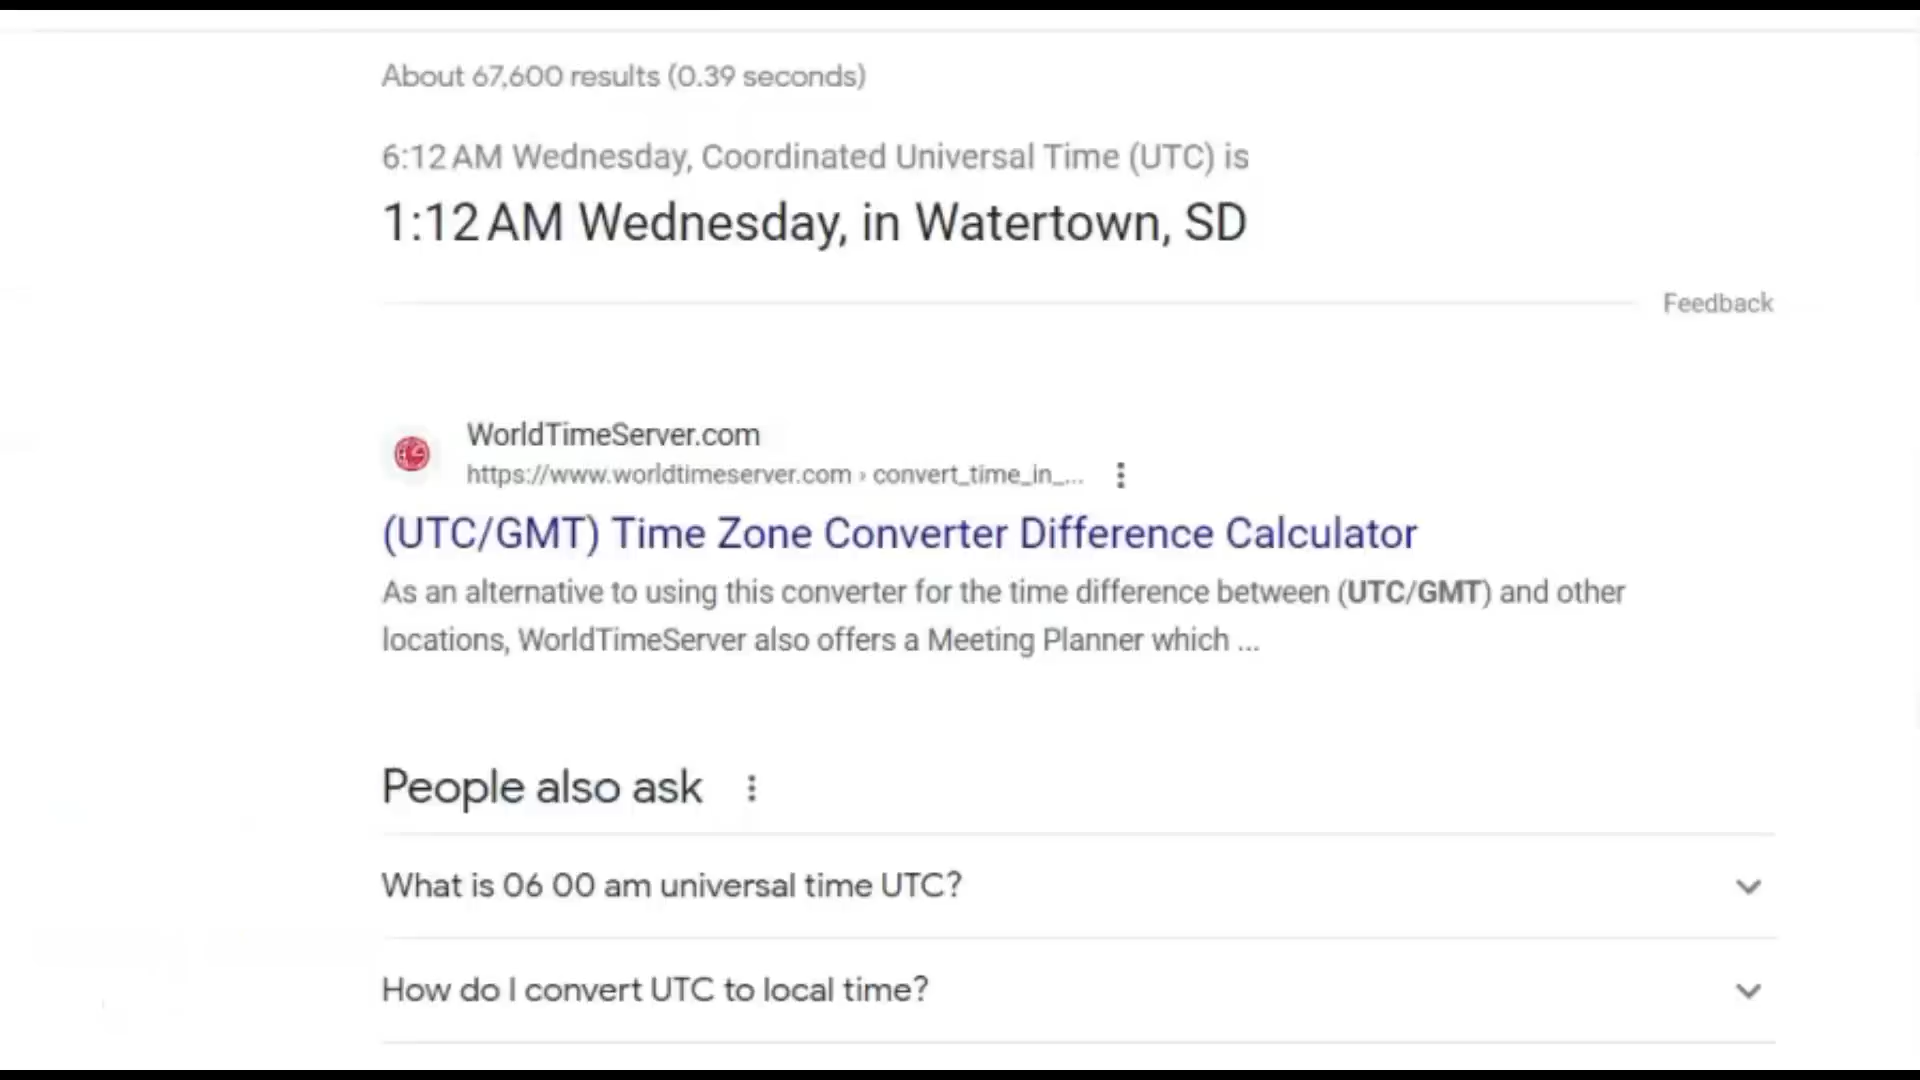 About 67,600 results (0.39 seconds)
6:12 AM Wednesday, Coordinated Universal Time (UTC) is
1:12 AM Wednesday, in Watertown, SD
Feedback
WorldTimeServer.com
https://www.worldtimeserver.com › convert_time_in_...
(UTC/GMT) Time Zone Converter Difference Calculator
As an alternative to using this converter for the time difference between (UTC/GMT) and other
locations, WorldTimeServer also offers a Meeting Planner which ...
People also ask
What is 06 00 am universal time UTC?
How do I convert UTC to local time?